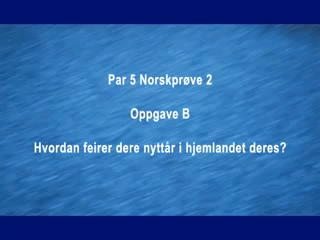 Par 5 Norskprøve 2
Oppgave B
Hvordan feirer dere nyttår i hjemlandet deres?